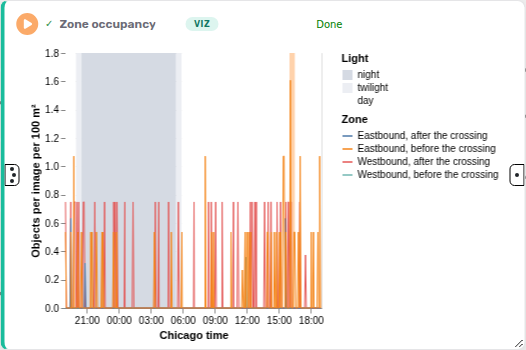 ✓ Zone occupancy VIZ Done
Objects per image per 100 m²
1.8
1.6
1.4
1.2
1.0
0.8
0.6
0.4
0.2
0.0
21:00 00:00 03:00 06:00 09:00 12:00 15:00 18:00
Chicago time
Light
night
twilight
day
Zone
Eastbound, after the crossing
Eastbound, before the crossing
Westbound, after the crossing
Westbound, before the crossing